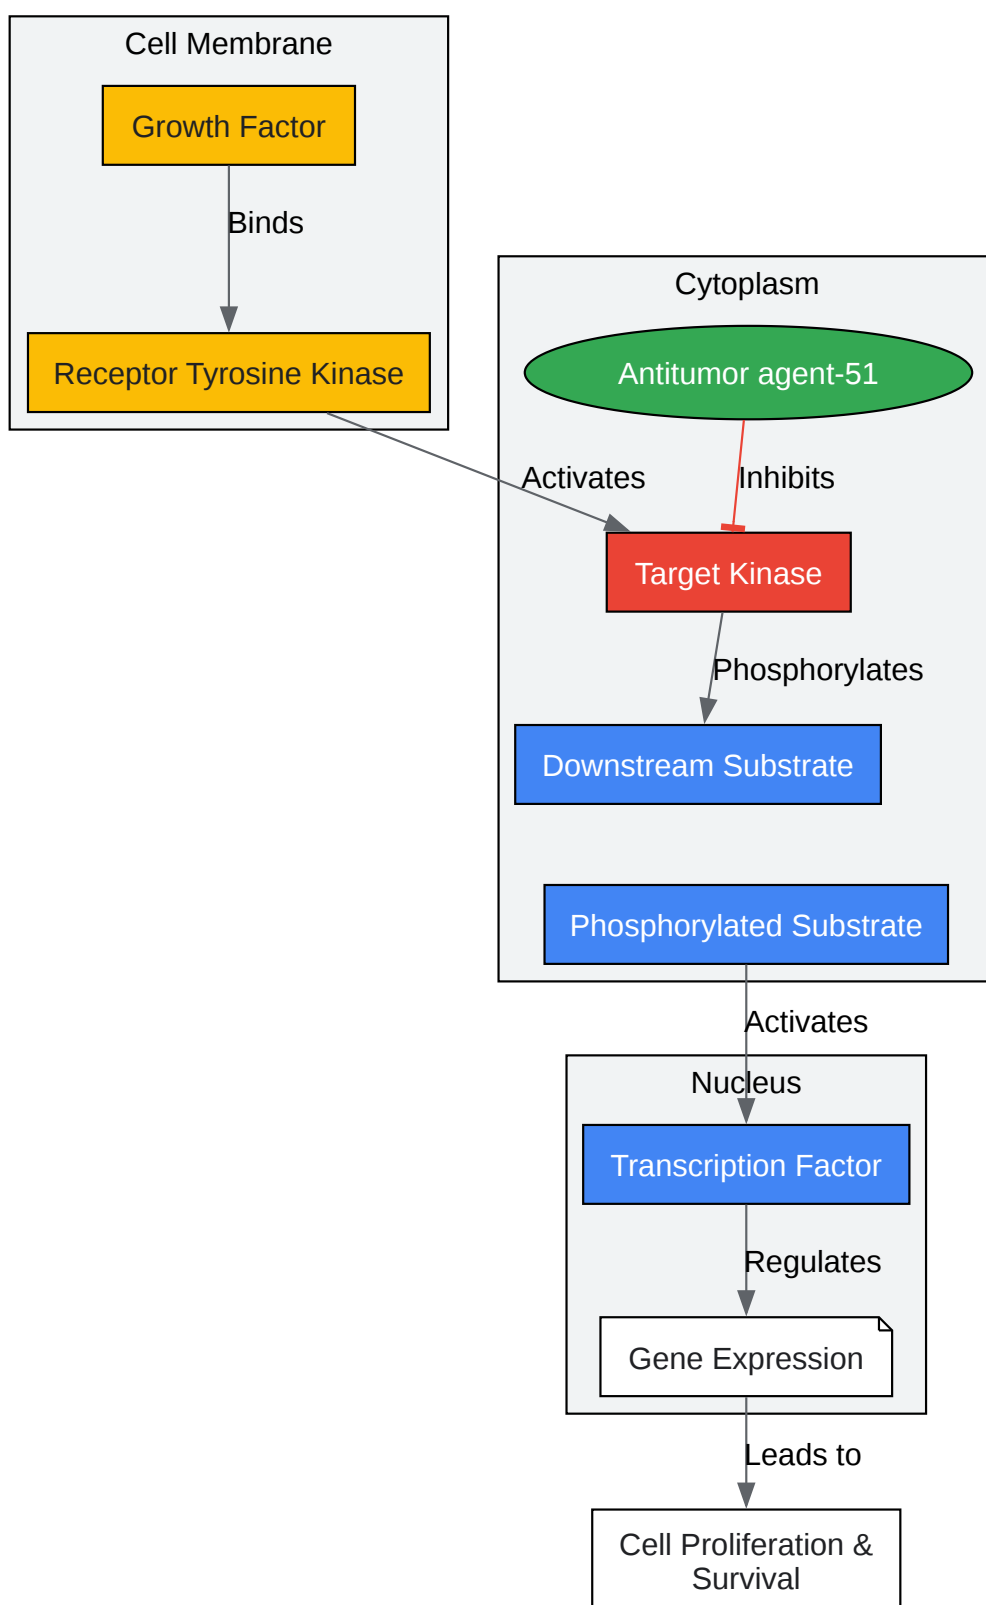 Cell Membrane
Growth Factor
Binds
Receptor Tyrosine Kinase
Cytoplasm
Antitumor agent-51
Activates
Inhibits
Target Kinase
Phosphorylates
Downstream Substrate
Phosphorylated Substrate
Activates
Nucleus
Transcription Factor
Regulates
Gene Expression
Leads to
Cell Proliferation &
Survival